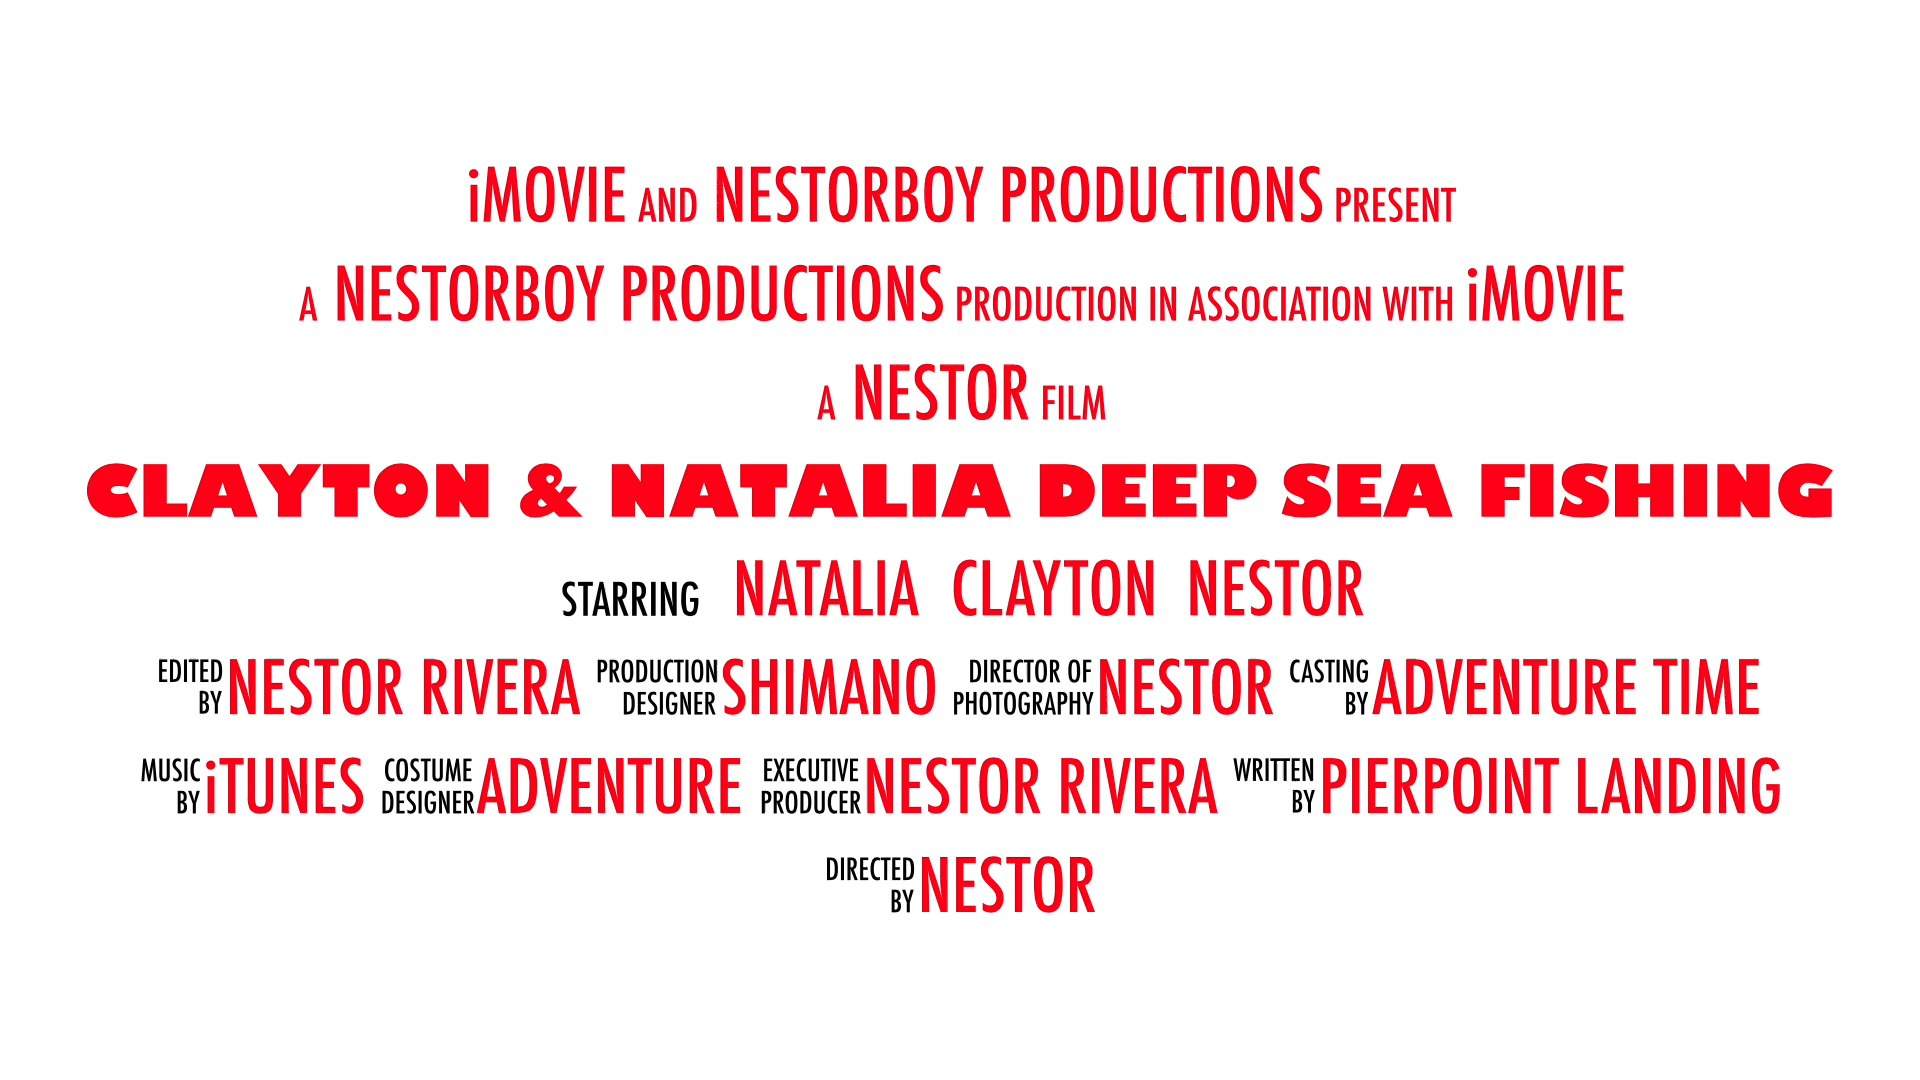 iMOVIE AND NESTORBOY PRODUCTIONS PRESENT
A NESTORBOY PRODUCTIONS PRODUCTION IN ASSOCIATION WITH iMOVIE
A NESTOR FILM
CLAYTON & NATALIA DEEP SEA FISHING
STARRING NATALIA CLAYTON NESTOR
EDITED BY NESTOR RIVERA PRODUCTION DESIGNER SHIMANO DIRECTOR OF PHOTOGRAPHY NESTOR CASTING BY ADVENTURE TIME
MUSIC BY iTUNES COSTUME DESIGNER ADVENTURE EXECUTIVE PRODUCER NESTOR RIVERA WRITTEN BY PIERPOINT LANDING
DIRECTED BY NESTOR